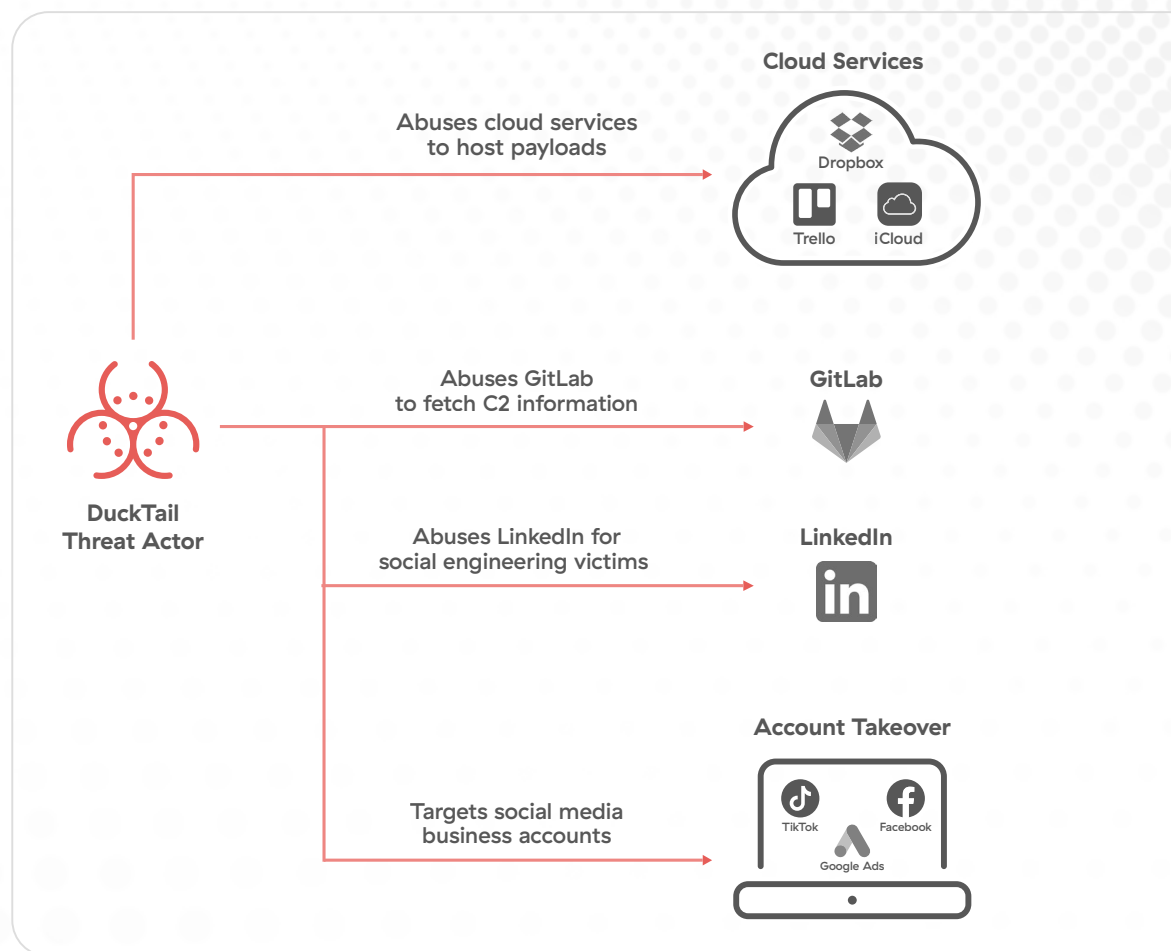 Cloud Services
Abuses cloud services
to host payloads
Dropbox
Trello
iCloud
DuckTail
Threat Actor
Abuses GitLab
to fetch C2 information
GitLab
Abuses LinkedIn for
social engineering victims
LinkedIn
in
Account Takeover
Targets social media
business accounts
TikTok
Facebook
Google Ads